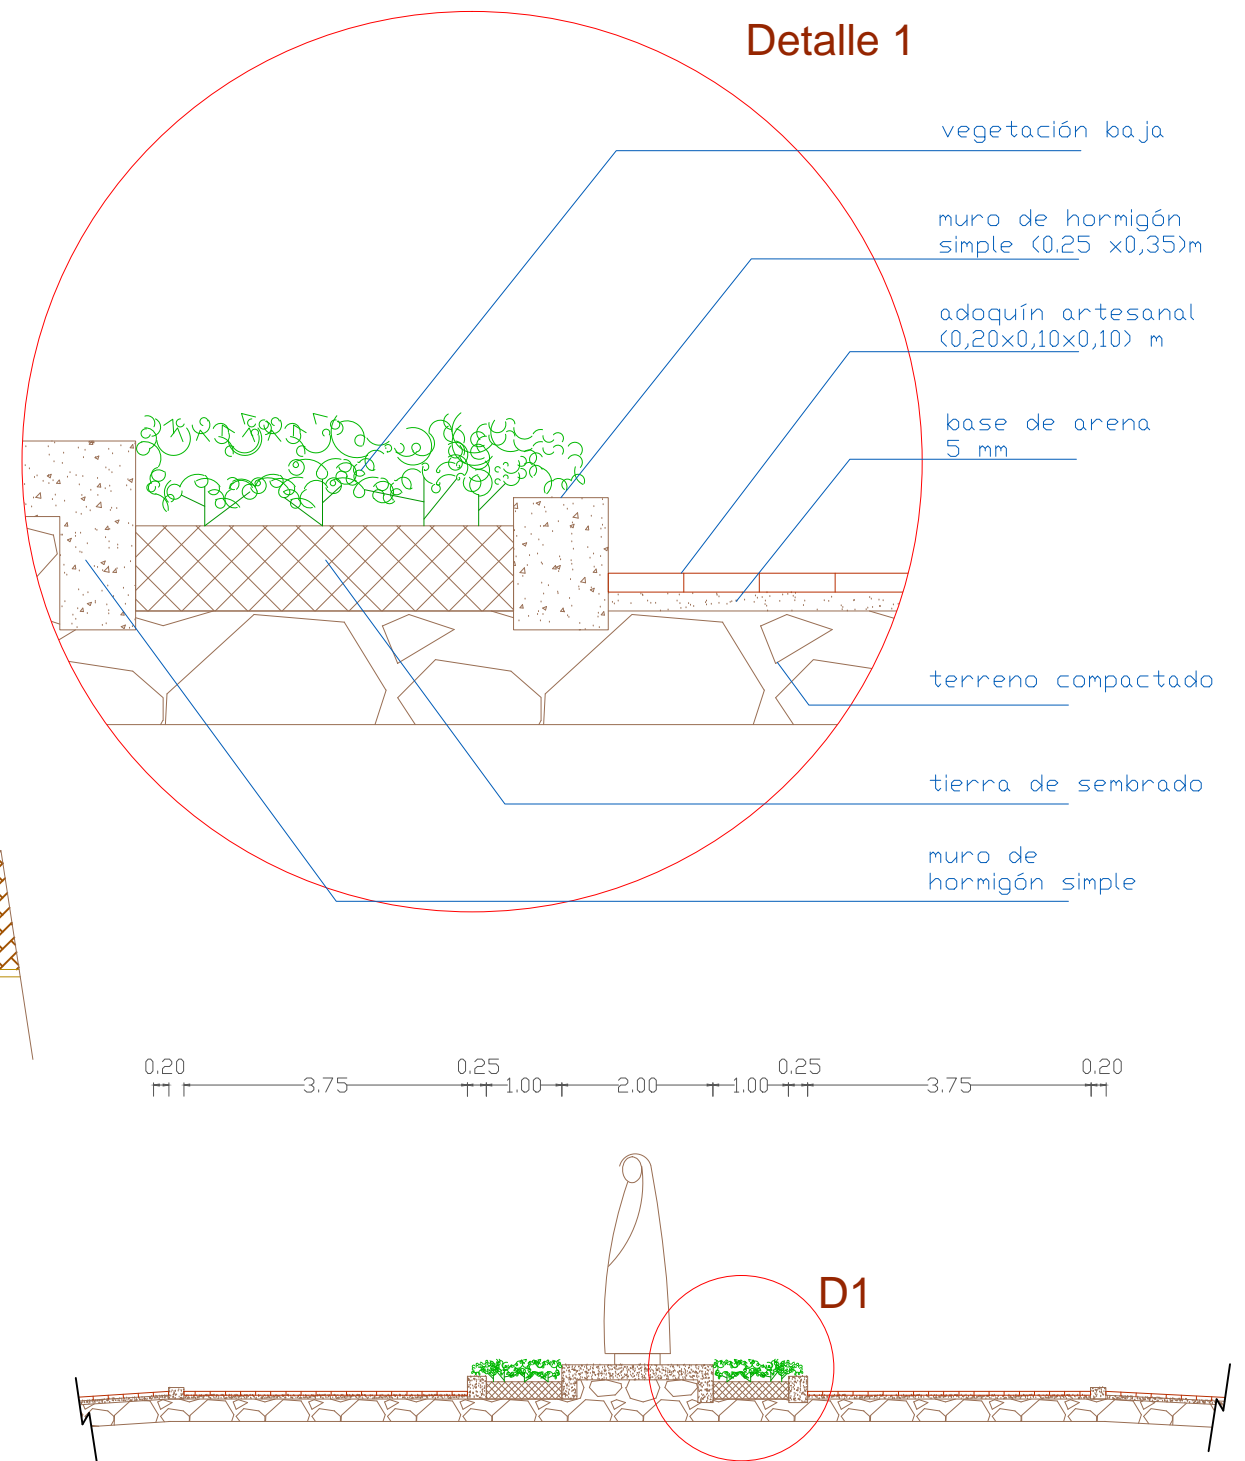 Detalle 1
vegetación baja
muro de hormigón
simple (0.25 x0,35)m
adoquín artesanal
(0,20x0,10x0,10) m
base de arena
5 mm
terreno compactado
tierra de sembrado
muro de
hormigón simple
0.20 3.75 0.25 1.00 2.00 1.00 0.25 3.75 0.20
D1